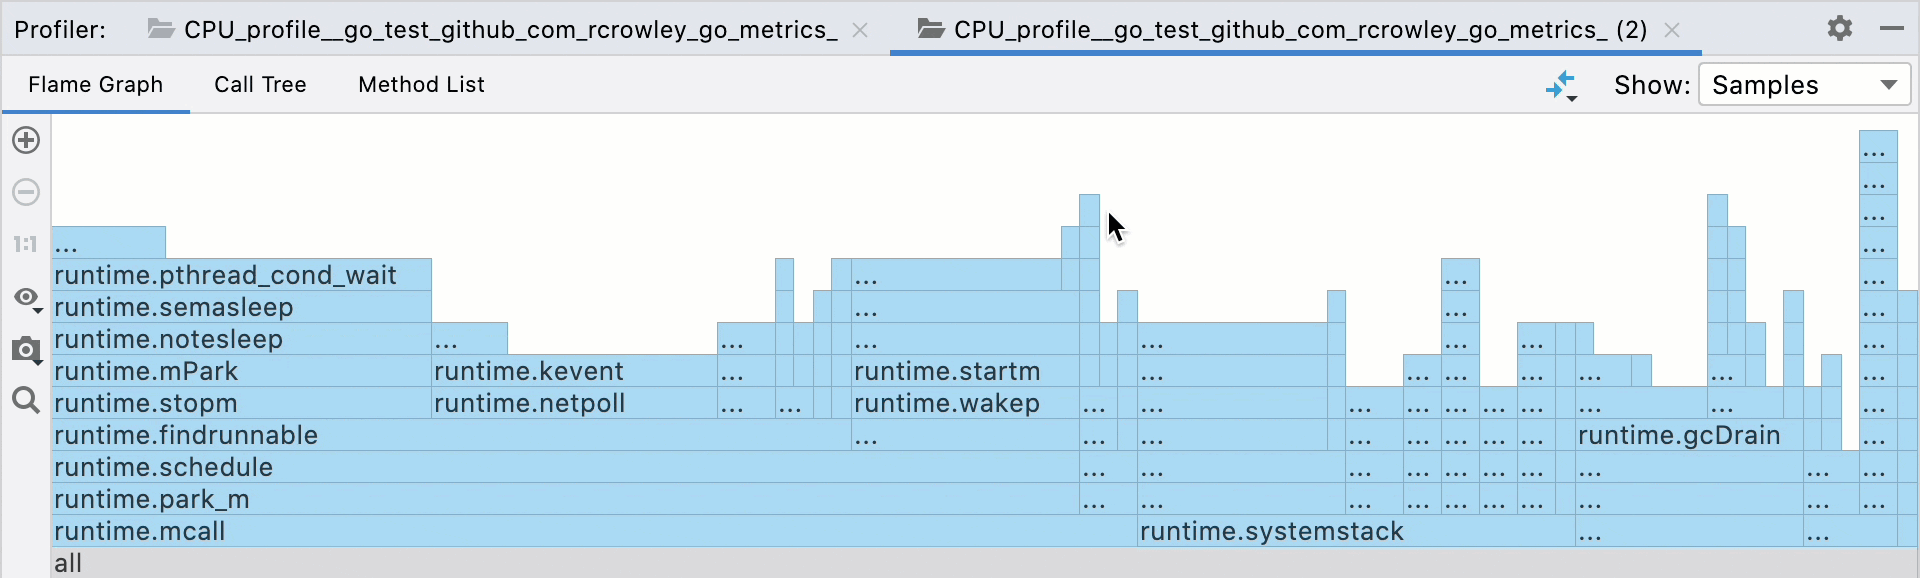 Profiler: CPU_profile__go_test_github_com_rcrowley_go_metrics_ CPU_profile__go_test_github_com_rcrowley_go_metrics_ (2)
Flame Graph Call Tree Method List Show: Samples
...
...
1:1 ... ...
... ...
runtime.pthread_cond_wait ... ... ...
runtime.semasleep ... ... ...
runtime.notesleep ... ... ... ... ... ... ...
runtime.mPark runtime.kevent ... runtime.startm ... ... ... ... ... ... ...
runtime.stopm runtime.netpoll ... ... runtime.wakep ... ... ... ... ... ... ... ... ... ...
runtime.findrunnable ... ... ... ... ... ... ... ... runtime.gcDrain ...
runtime.schedule ... ... ... ... ... ... ... ... ... ...
runtime.park_m ... ... ... ... ... ... ... ... ... ...
runtime.mcall runtime.systemstack ... ...
all